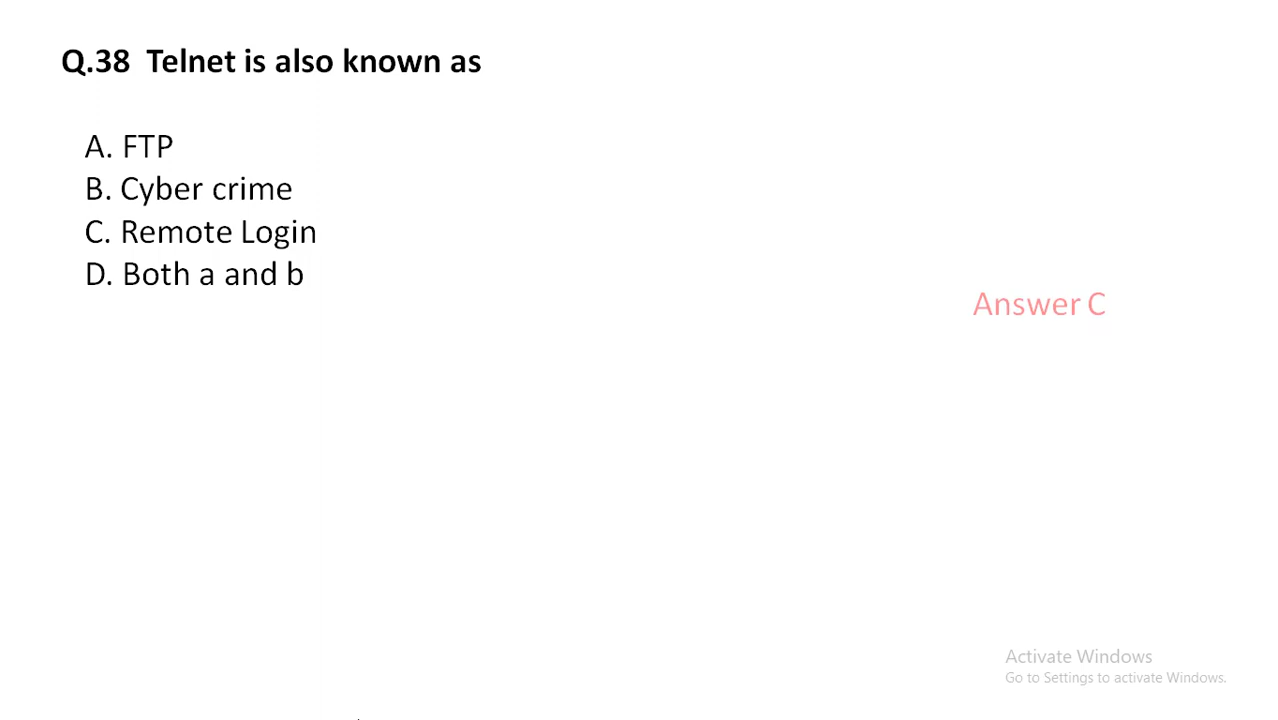 Q.38 Telnet is also known as
A. FTP
B. Cyber crime
C. Remote Login
D. Both a and b
Answer C
Activate Windows
Go to Settings to activate Windows.